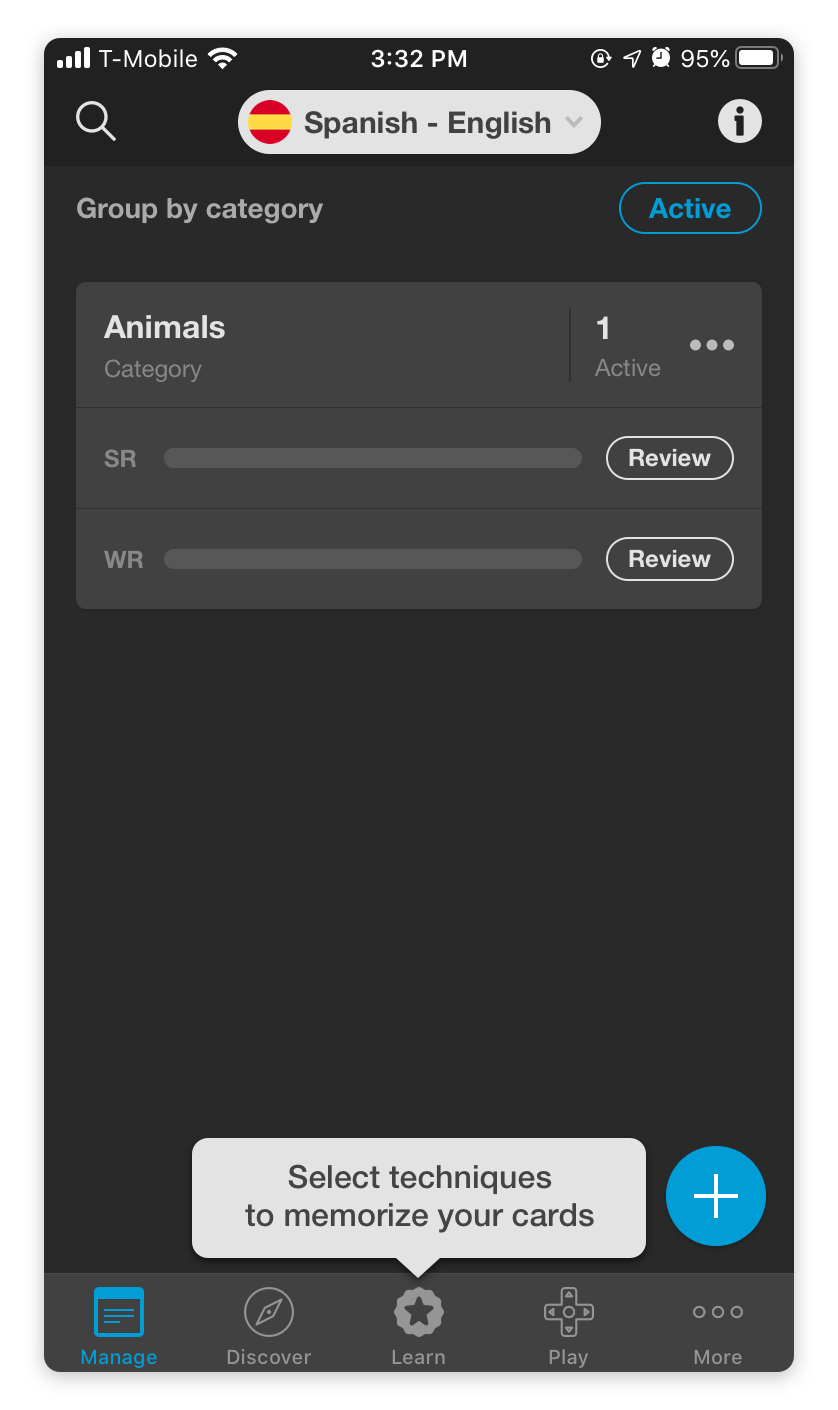 T-Mobile 3:32 PM 95%
Spanish - English
Group by category Active
Animals 1
Category Active
SR Review
WR Review
Select techniques
to memorize your cards
Manage Discover Learn Play More